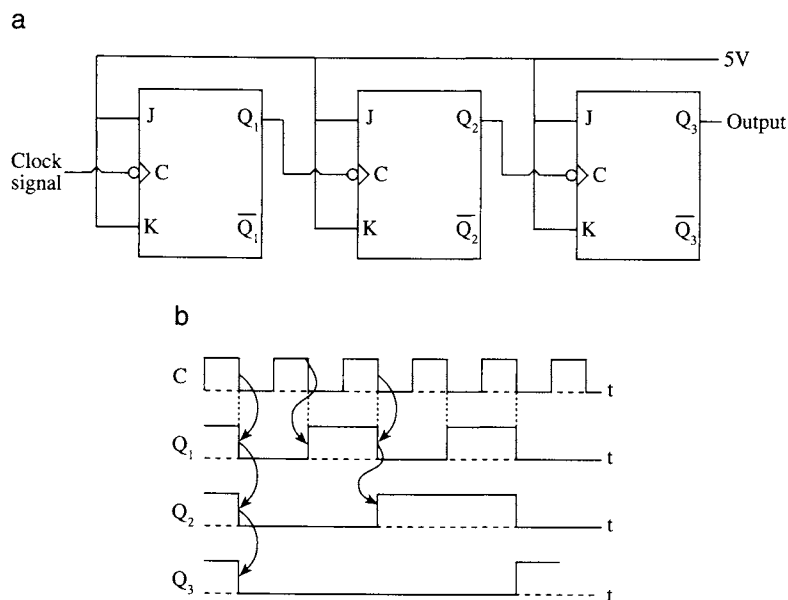 a
5V
J Q₁ J Q₂ J Q₃ Output
Clock signal C C C
K Q̅₁ K Q̅₂ K Q̅₃
b
C t
Q₁ t
Q₂ t
Q₃ t